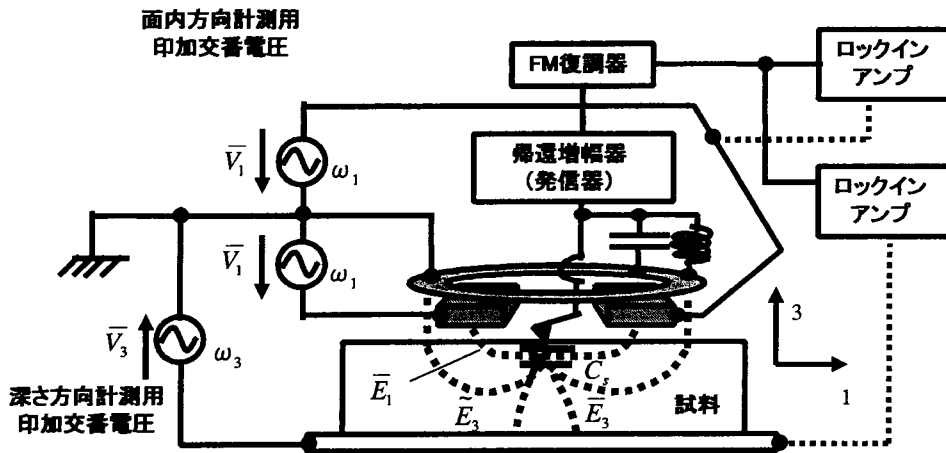 面内方向計測用
印加交番電圧
FM復調器
ロックイン
アンプ
帰還増幅器
(発信器)
ロックイン
アンプ
V̅₁
ω₁
V̅₁
ω₁
V̅₃
ω₃
深さ方向計測用
印加交番電圧
E̅₁
Ẽ₃
C_s
E̅₃
試料
3
1